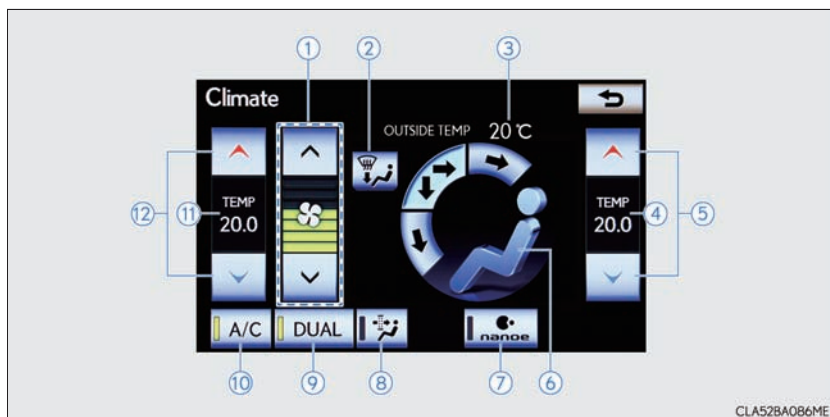 ① ② ③
Climate
OUTSIDE TEMP 20 ℃
⑫ ⑪ TEMP
20.0
TEMP
20.0 ④ ⑤
A/C
DUAL
nanoe
⑩ ⑨ ⑧ ⑦ ⑥
CLA52BA086ME